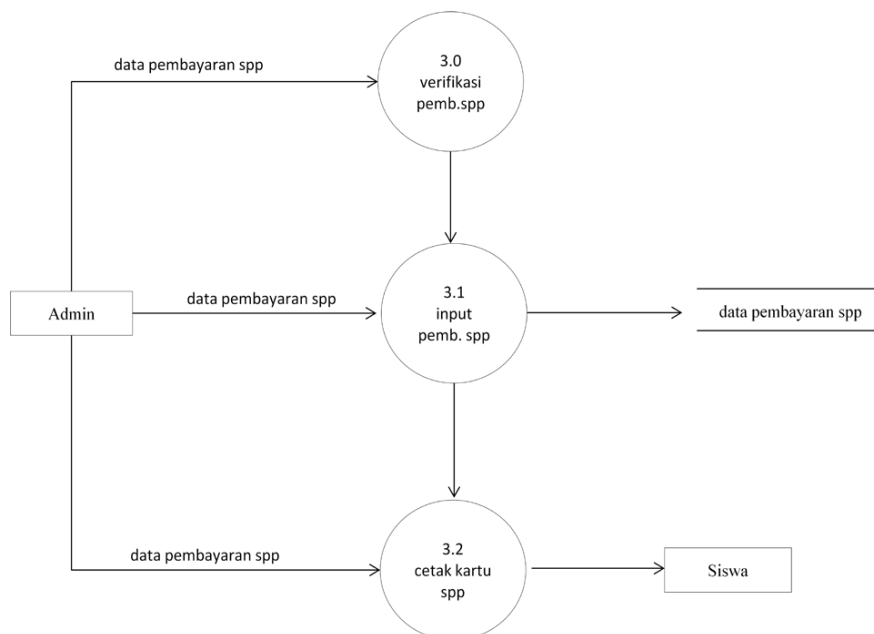 data pembayaran spp
3.0
verifikasi
pemb.spp
Admin
data pembayaran spp
3.1
input
pemb. spp
data pembayaran spp
data pembayaran spp
3.2
cetak kartu
spp
Siswa